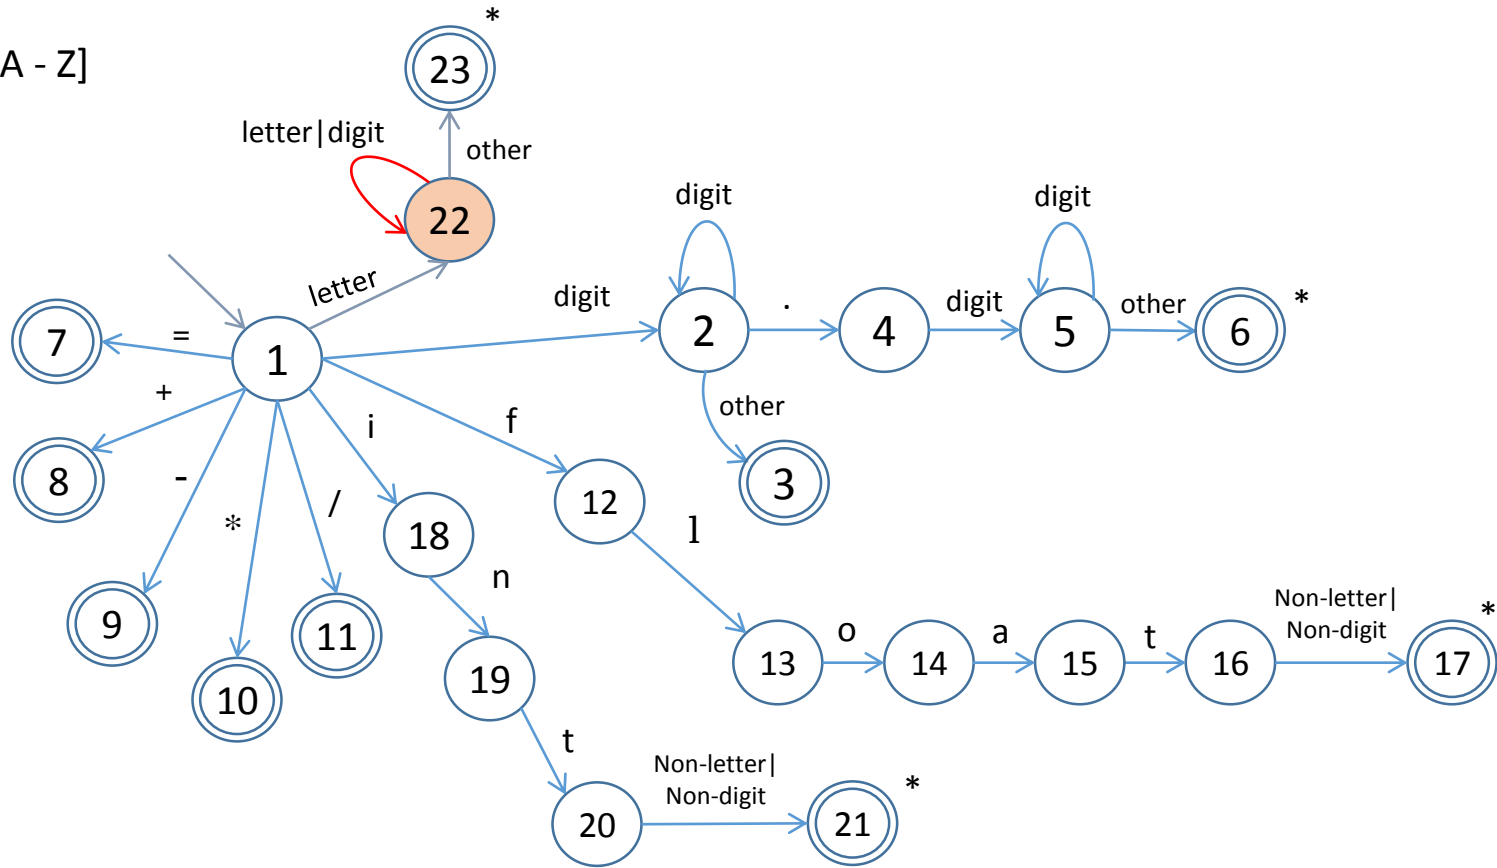 *
23
A - Z]
letter|digit
other
22
digit
digit
letter
digit
2
.
4
digit
5
other
6
*
7
=
1
+
other
f
i
8
-
*
/
18
12
3
l
n
9
11
10
19
13
o
14
a
15
t
16
Non-letter|
Non-digit
17
*
t
20
Non-letter|
Non-digit
21
*